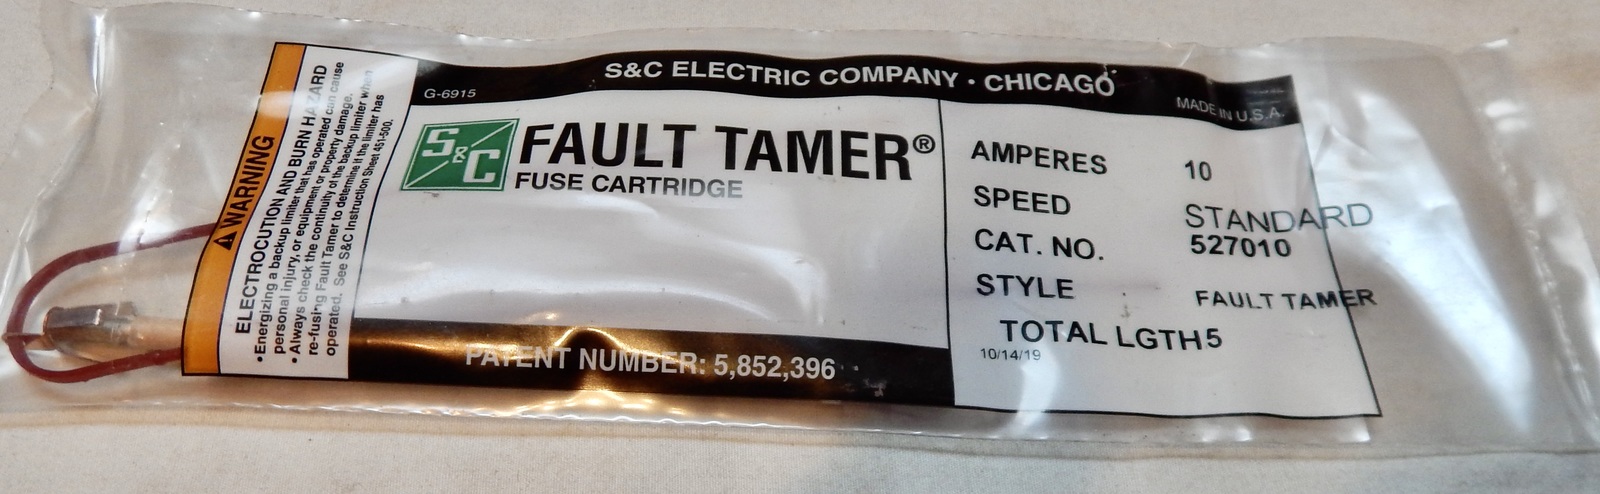 S&C ELECTRIC COMPANY • CHICAGO
G-6915
MADE IN U.S.A.
⚠ WARNING
ELECTROCUTION AND BURN HAZARD
• Energizing a backup limiter that has operated can cause
personal injury, or equipment or property damage.
• Always check the continuity of the backup limiter when
re-fusing Fault Tamer to determine if the limiter has
operated. See S&C Instruction Sheet 451-500.
S&C
FAULT TAMER®
FUSE CARTRIDGE
PATENT NUMBER: 5,852,396
AMPERES 10
SPEED STANDARD
CAT. NO. 527010
STYLE FAULT TAMER
TOTAL LGTH5
10/14/19